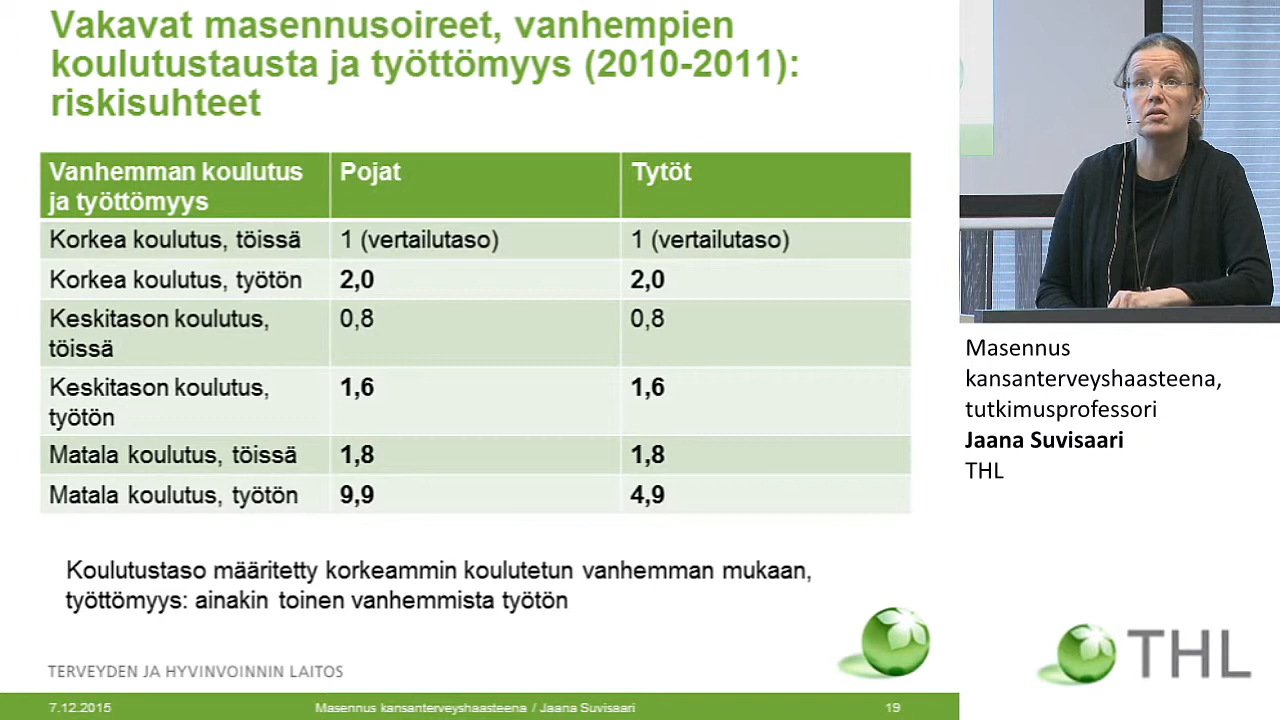 Vakavat masennusoireet, vanhempien
koulutustausta ja työttömyys (2010-2011):
riskisuhteet
Vanhemman koulutus
ja työttömyys
Pojat
Tytöt
Korkea koulutus, töissä
1 (vertailutaso)
1 (vertailutaso)
Korkea koulutus, työtön
2,0
2,0
Keskitason koulutus,
töissä
0,8
0,8
Keskitason koulutus,
työtön
1,6
1,6
Matala koulutus, töissä
1,8
1,8
Matala koulutus, työtön
9,9
4,9
Koulutustaso määritetty korkeammin koulutetun vanhemman mukaan,
työttömyys: ainakin toinen vanhemmista työtön
TERVEYDEN JA HYVINVOINNIN LAITOS
7.12.2015
Masennus kansanterveyshaasteena / Jaana Suvisaari
19
Masennus
kansanterveyshaasteena,
tutkimusprofessori
Jaana Suvisaari
THL
THL